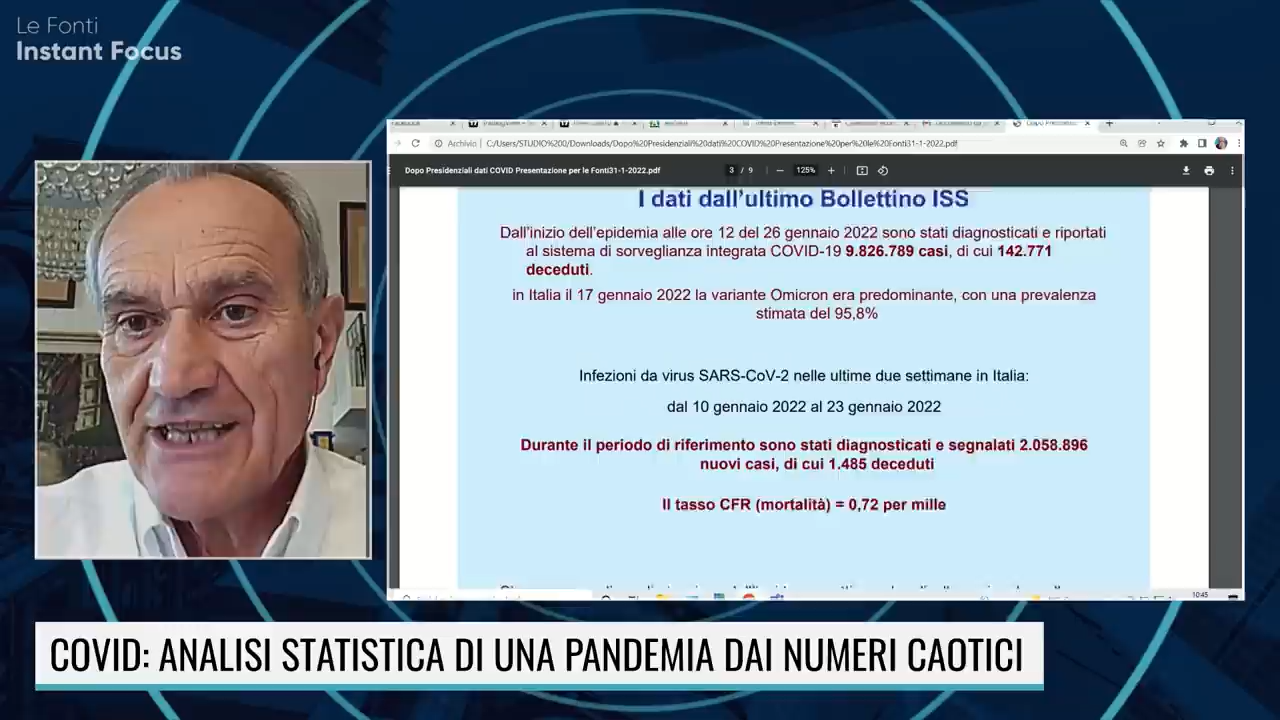 Le Fonti
Instant Focus
Archivio C:/Users/STUDIO%200/Downloads/Dopo%20Presidenziali%20dati%20COVID%20Presentazione%20per%20le%20Fonti31-1-2022.pdf
Dopo Presidenziali dati COVID Presentazione per le Fonti31-1-2022.pdf 3 / 9 — 125% +
I dati dall'ultimo Bollettino ISS
Dall'inizio dell'epidemia alle ore 12 del 26 gennaio 2022 sono stati diagnosticati e riportati
al sistema di sorveglianza integrata COVID-19 9.826.789 casi, di cui 142.771
deceduti.
in Italia il 17 gennaio 2022 la variante Omicron era predominante, con una prevalenza
stimata del 95,8%
Infezioni da virus SARS-CoV-2 nelle ultime due settimane in Italia:
dal 10 gennaio 2022 al 23 gennaio 2022
Durante il periodo di riferimento sono stati diagnosticati e segnalati 2.058.896
nuovi casi, di cui 1.485 deceduti
Il tasso CFR (mortalità) = 0,72 per mille
10:45
COVID: ANALISI STATISTICA DI UNA PANDEMIA DAI NUMERI CAOTICI